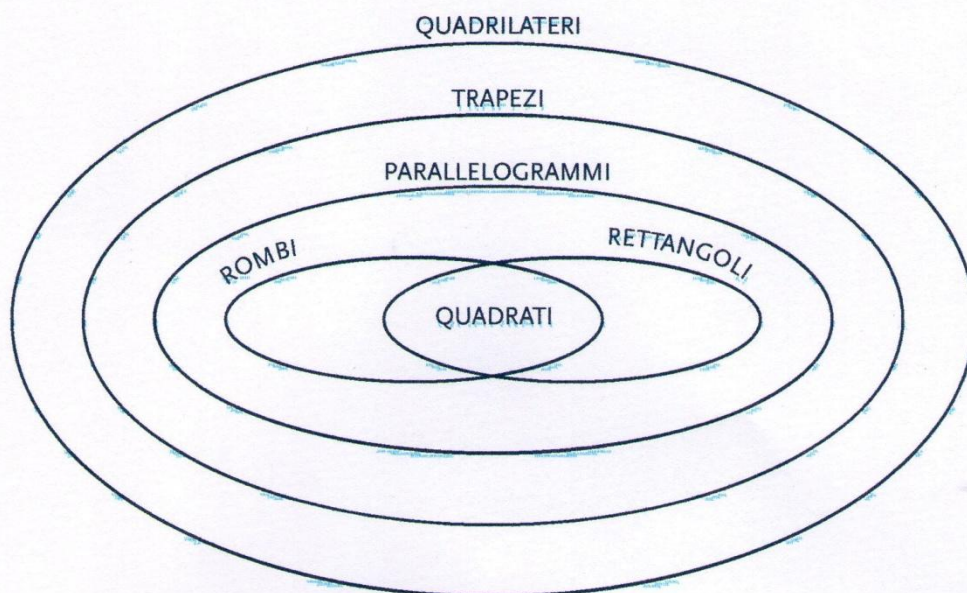 QUADRILATERI
TRAPEZI
PARALLELOGRAMMI
ROMBI
RETTANGOLI
QUADRATI